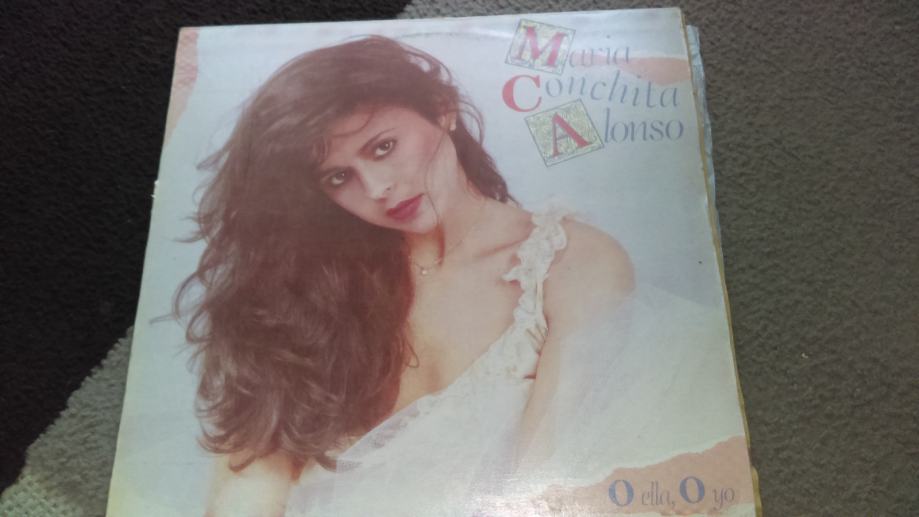 Maria
Conchita
Alonso
O ella, O yo